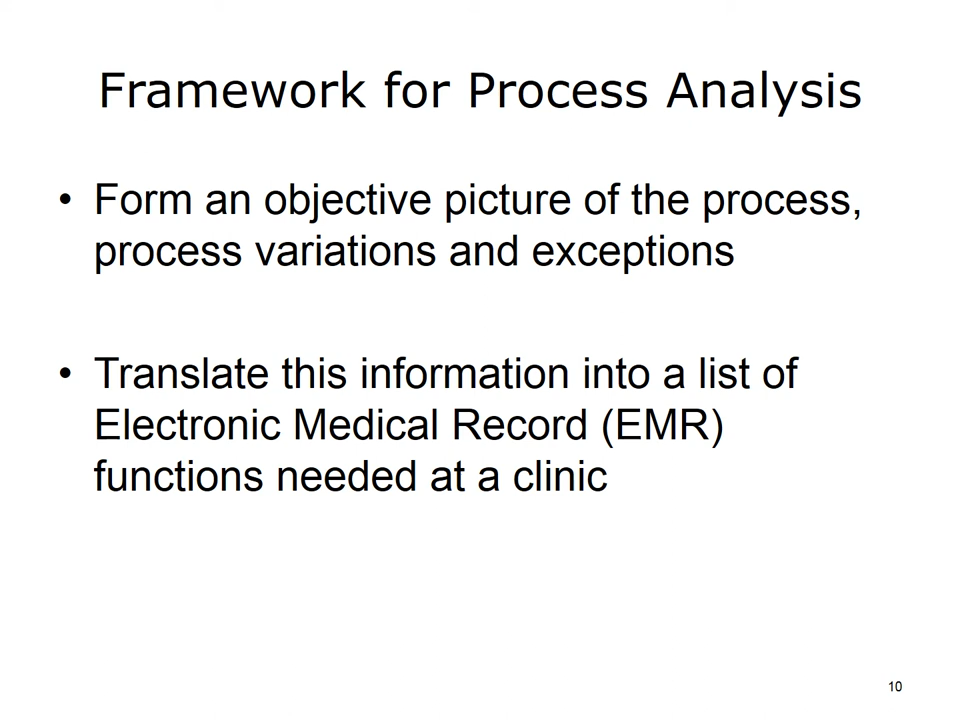 Framework for Process Analysis
• Form an objective picture of the process,
process variations and exceptions
• Translate this information into a list of
Electronic Medical Record (EMR)
functions needed at a clinic
10